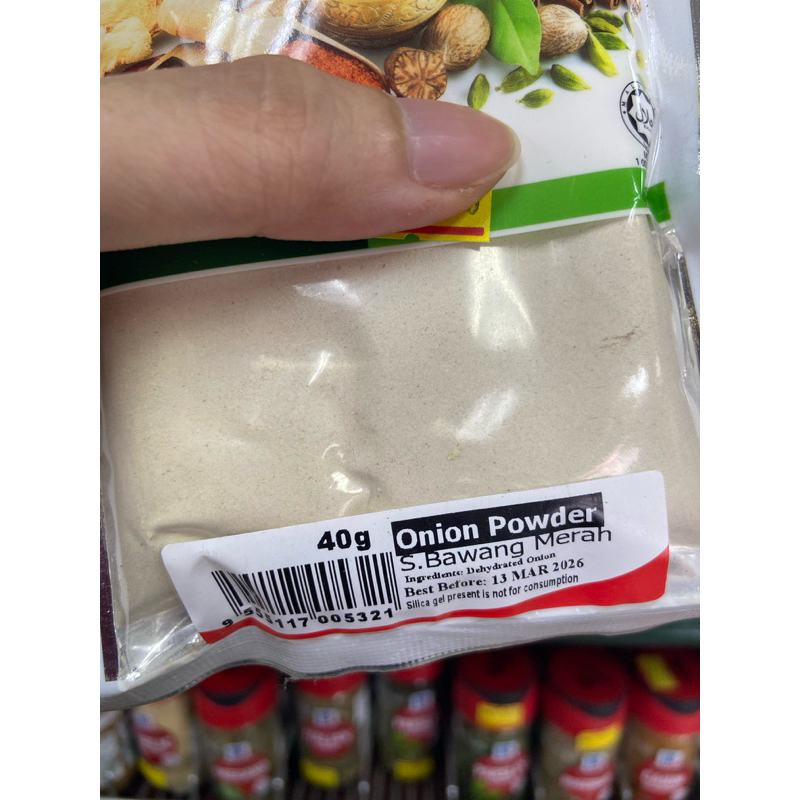 40g
Onion Powder
S.Bawang Merah
Ingredients: Dehydrated Onion
Best Before: 13 MAR 2026
Silica gel present is not for consumption
9 555117 005321